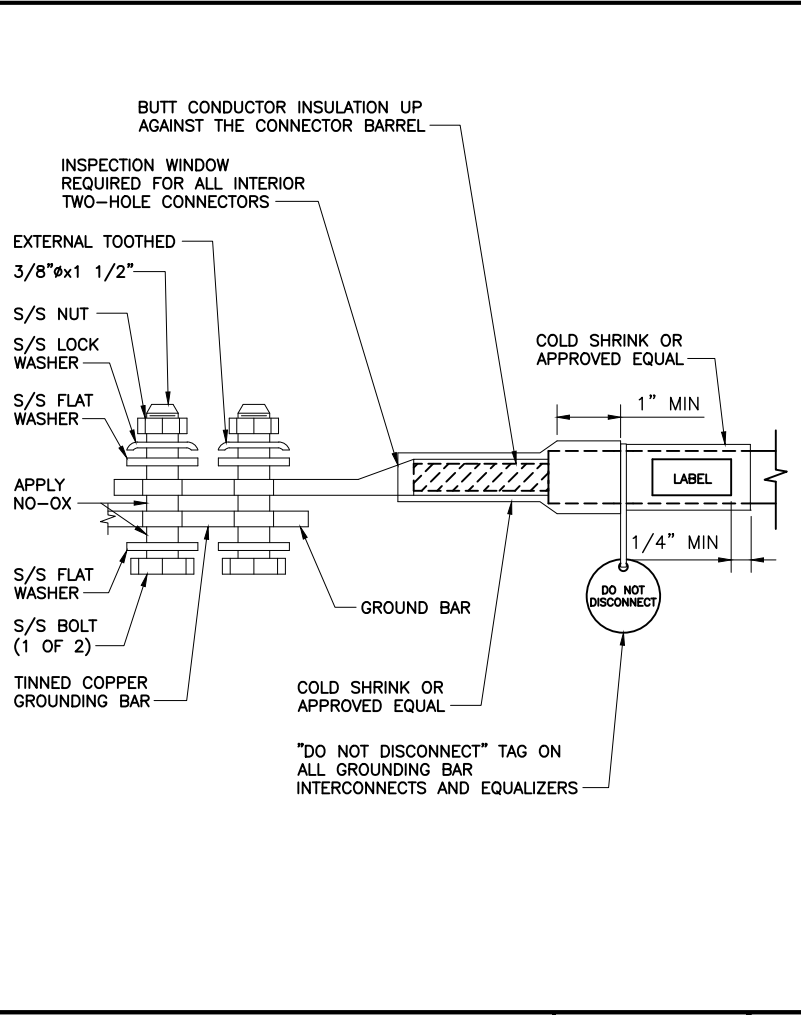 BUTT CONDUCTOR INSULATION UP
AGAINST THE CONNECTOR BARREL
INSPECTION WINDOW
REQUIRED FOR ALL INTERIOR
TWO-HOLE CONNECTORS
EXTERNAL TOOTHED
3/8"øx1 1/2"
S/S NUT
S/S LOCK
WASHER
S/S FLAT
WASHER
APPLY
NO-OX
S/S FLAT
WASHER
S/S BOLT
(1 OF 2)
TINNED COPPER
GROUNDING BAR
COLD SHRINK OR
APPROVED EQUAL
1" MIN
LABEL
1/4" MIN
DO NOT
DISCONNECT
GROUND BAR
COLD SHRINK OR
APPROVED EQUAL
"DO NOT DISCONNECT" TAG ON
ALL GROUNDING BAR
INTERCONNECTS AND EQUALIZERS